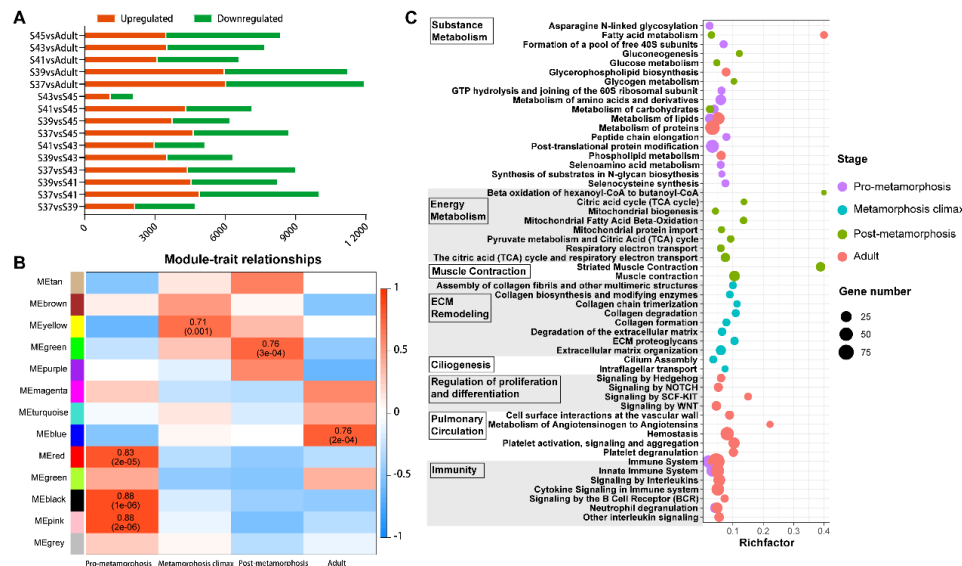 A
Upregulated
Downregulated
S45vsAdult
S43vsAdult
S41vsAdult
S39vsAdult
S37vsAdult
S43vsS45
S41vsS45
S39vsS45
S37vsS45
S41vsS43
S39vsS43
S37vsS43
S39vsS41
S37vsS41
S37vsS39
0
3000
6000
9000
1 2000
B
Module-trait relationships
MEtan
MEbrown
MEyellow
MEgreen
MEpurple
MEmagenta
MEturquoise
MEblue
MEred
MEgreen
MEblack
MEpink
MEgrey
0.71
(0.001)
0.76
(3e-04)
0.76
(2e-04)
0.83
(2e-05)
0.88
(1e-06)
0.88
(2e-06)
1
0.5
0
-0.5
-1
Pro-metamorphosis
Metamorphosis climax
Post-metamorphosis
Adult
C
Substance
Metabolism
Asparagine N-linked glycosylation
Fatty acid metabolism
Formation of a pool of free 40S subunits
Gluconeogenesis
Glucose metabolism
Glycerophospholipid biosynthesis
Glycogen metabolism
GTP hydrolysis and joining of the 60S ribosomal subunit
Metabolism of amino acids and derivatives
Metabolism of carbohydrates
Metabolism of lipids
Metabolism of proteins
Peptide chain elongation
Post-translational protein modification
Phospholipid metabolism
Selenoamino acid metabolism
Synthesis of substrates in N-glycan biosythesis
Selenocysteine synthesis
Energy
Metabolism
Beta oxidation of hexanoyl-CoA to butanoyl-CoA
Citric acid cycle (TCA cycle)
Mitochondrial biogenesis
Mitochondrial Fatty Acid Beta-Oxidation
Mitochondrial protein import
Pyruvate metabolism and Citric Acid (TCA) cycle
Respiratory electron transport
The citric acid (TCA) cycle and respiratory electron transport
Muscle Contraction
Striated Muscle Contraction
Muscle contraction
ECM
Remodeling
Assembly of collagen fibrils and other multimeric structures
Collagen biosynthesis and modifying enzymes
Collagen chain trimerization
Collagen degradation
Collagen formation
Degradation of the extracellular matrix
ECM proteoglycans
Extracellular matrix organization
Ciliogenesis
Cilium Assembly
Intraflagellar transport
Regulation of proliferation
and differentiation
Signaling by Hedgehog
Signaling by NOTCH
Signaling by SCF-KIT
Signaling by WNT
Pulmonary
Circulation
Cell surface interactions at the vascular wall
Metabolism of Angiotensinogen to Angiotensins
Hemostasis
Platelet activation, signaling and aggregation
Platelet degranulation
Immunity
Immune System
Innate Immune System
Signaling by Interleukins
Cytokine Signaling in Immune system
Signaling by the B Cell Receptor (BCR)
Neutrophil degranulation
Other interleukin signaling
0.1
0.2
0.3
0.4
Richfactor
Stage
Pro-metamorphosis
Metamorphosis climax
Post-metamorphosis
Adult
Gene number
25
50
75